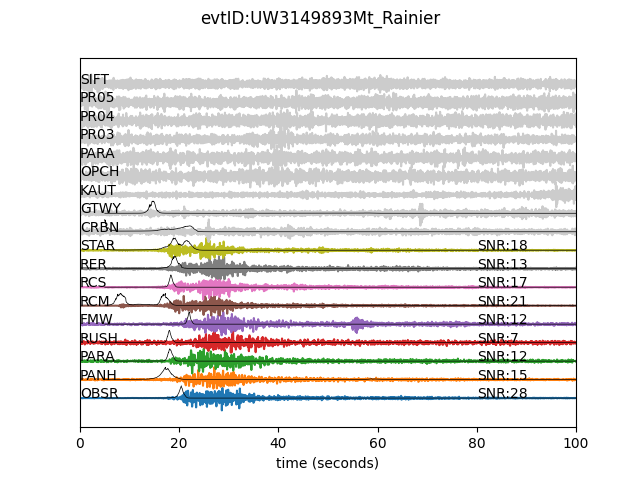 evtID:UW3149893Mt_Rainier
SIFT
PR05
PR04
PR03
PARA
OPCH
KAUT
GTWY
CRBN
STAR SNR:18
RER SNR:13
RCS SNR:17
RCM SNR:21
FMW SNR:12
RUSH SNR:7
PARA SNR:12
PANH SNR:15
OBSR SNR:28
0 20 40 60 80 100
time (seconds)